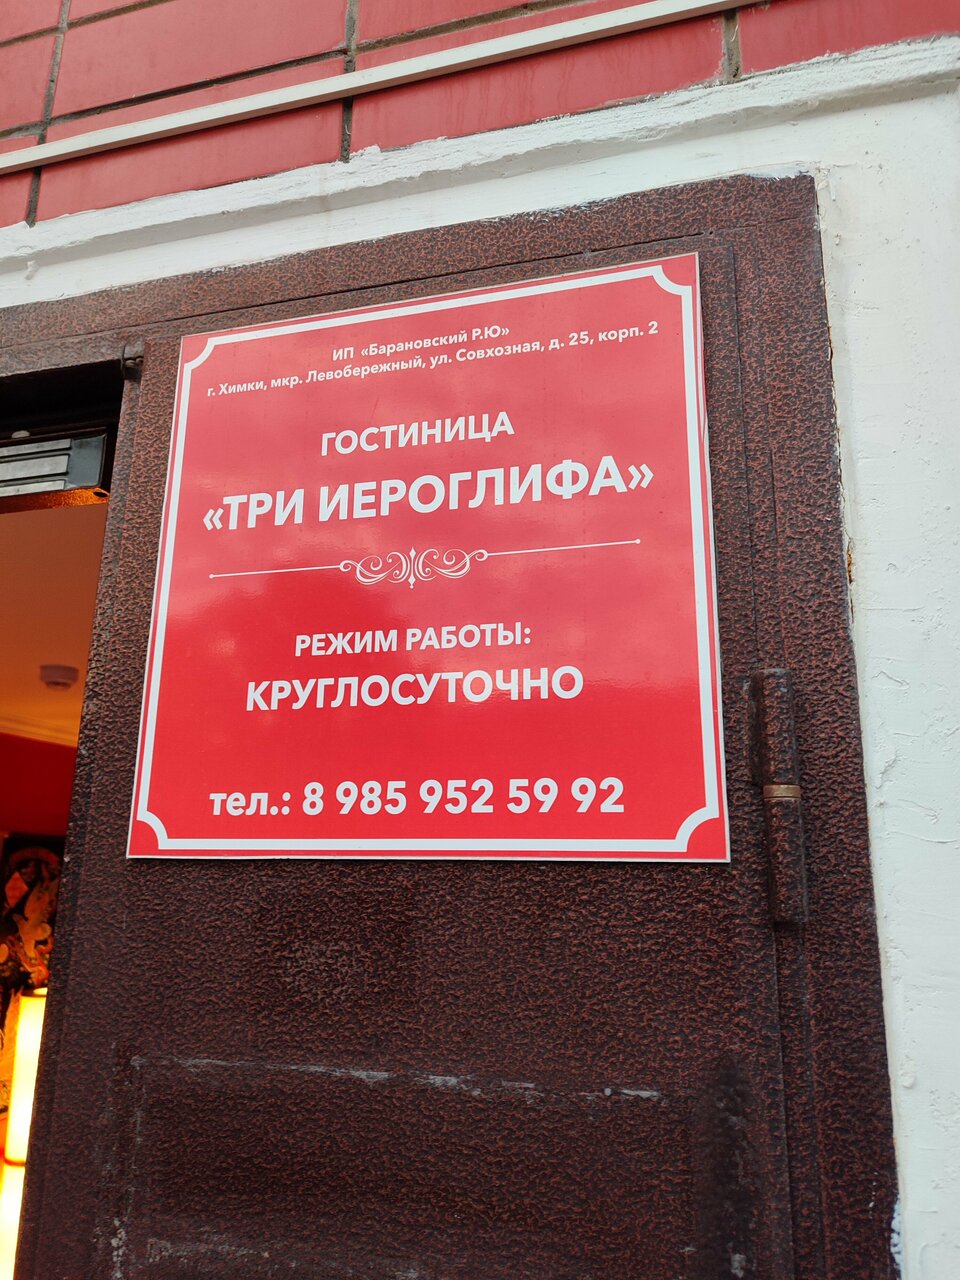 ИП «Барановский Р.Ю»
г. Химки, мкр. Левобережный, ул. Совхозная, д. 25, корп. 2
ГОСТИНИЦА
«ТРИ ИЕРОГЛИФА»
РЕЖИМ РАБОТЫ:
КРУГЛОСУТОЧНО
тел.: 8 985 952 59 92